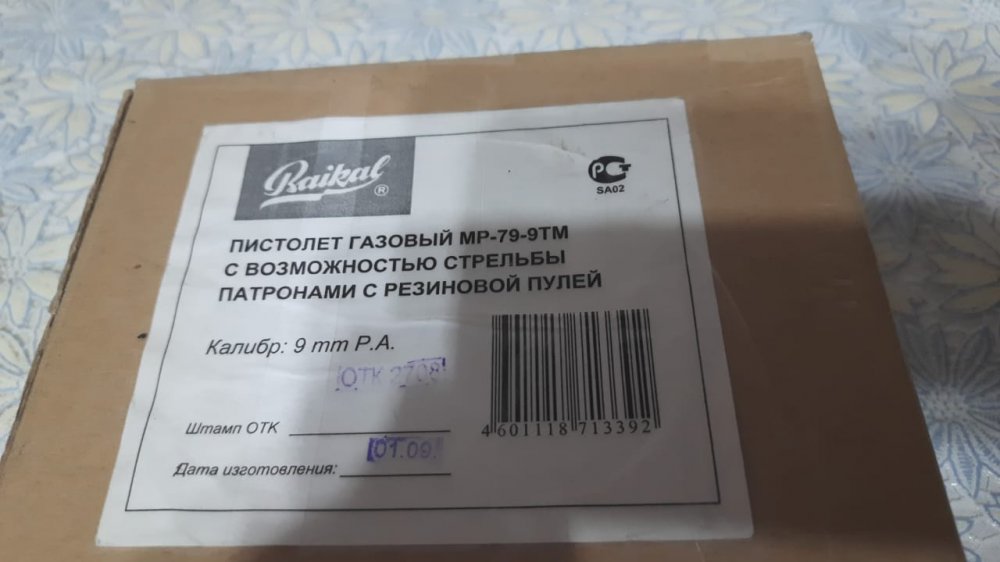 Baikal ®
РСТ
SA02
ПИСТОЛЕТ ГАЗОВЫЙ МР-79-9ТМ
С ВОЗМОЖНОСТЬЮ СТРЕЛЬБЫ
ПАТРОНАМИ С РЕЗИНОВОЙ ПУЛЕЙ
Калибр: 9 mm P.A.
ОТК 2708
Штамп ОТК
4 601118 713392
01.09
Дата изготовления: